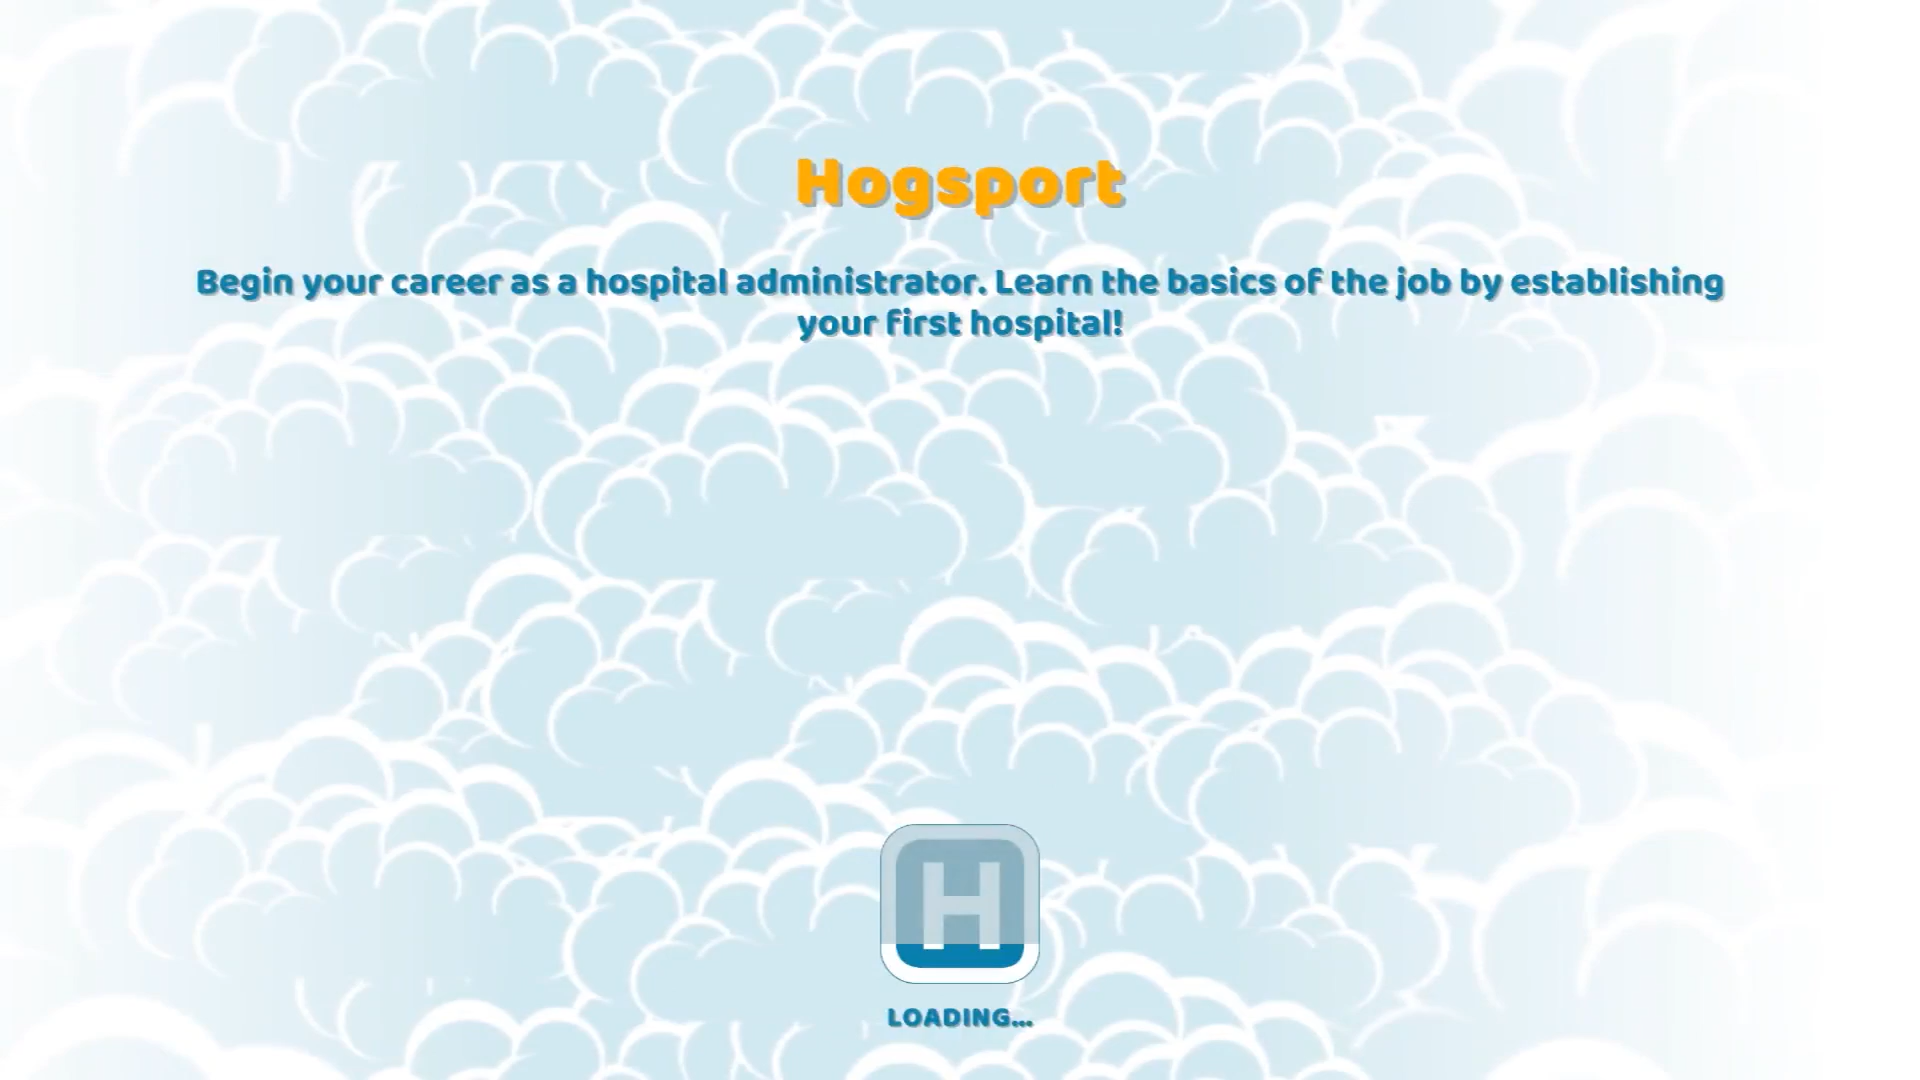 Hogsport
Begin your career as a hospital administrator. Learn the basics of the job by establishing
your first hospital!
H
LOADING...